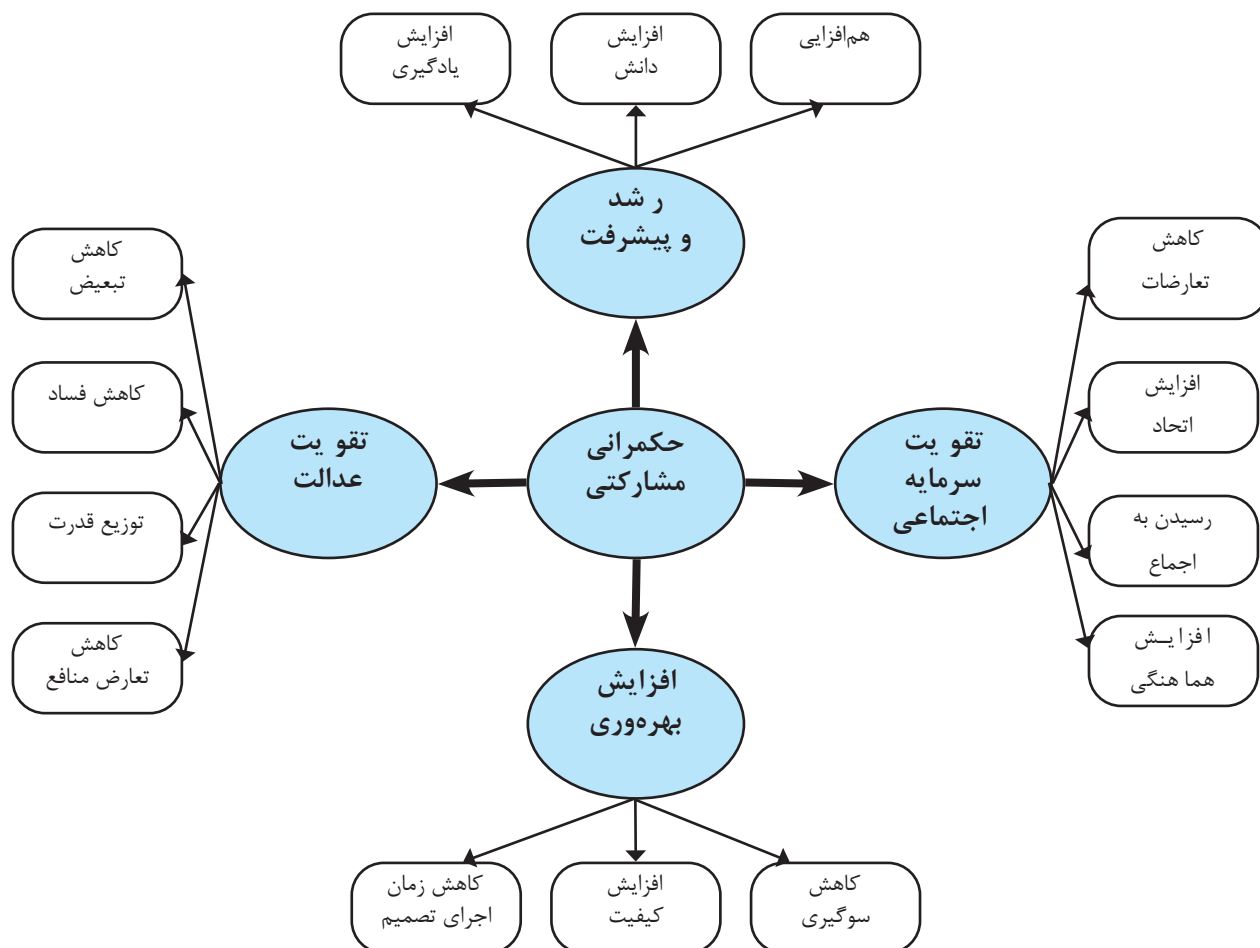 هم‌افزایی
افزایش
دانش
افزایش
یادگیری
ر شد
و پیشرفت
کاهش
تعارضات
افزایش
اتحاد
رسیدن به
اجماع
افزایـش
هما هنگی
تقو یت
سرمایه
اجتماعی
حکمرانی
مشارکتی
تقو یت
عدالت
کاهش
تبعیض
کاهش فساد
توزیع قدرت
کاهش
تعارض منافع
افزایش
بهره‌وری
کاهش
سوگیری
افزایش
کیفیت
کاهش زمان
اجرای تصمیم